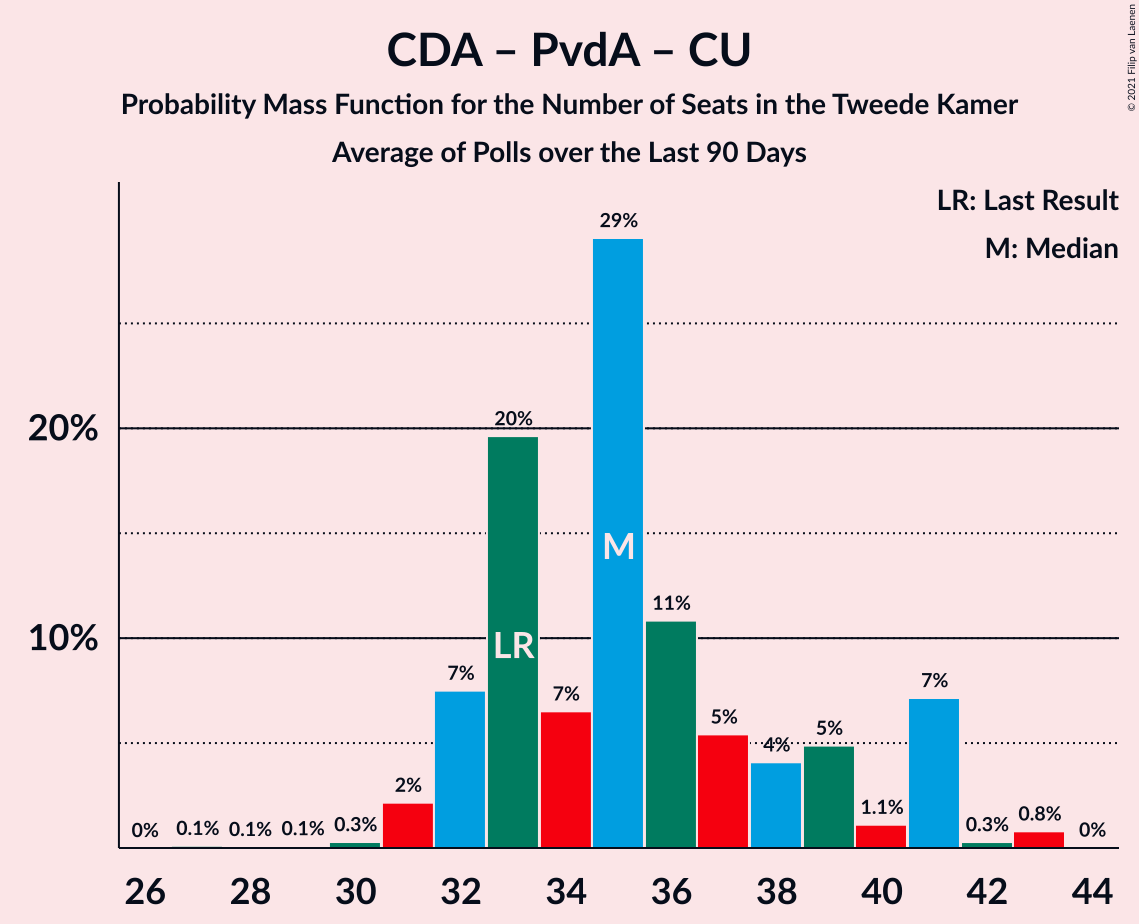 CDA – PvdA – CU
Probability Mass Function for the Number of Seats in the Tweede Kamer
Average of Polls over the Last 90 Days
© 2021 Filip van Laenen
LR: Last Result
M: Median
20%
10%
0%
0.1%
0.1%
0.1%
0.3%
2%
7%
20%
7%
29%
11%
5%
4%
5%
1.1%
7%
0.3%
0.8%
0%
LR
M
26 28 30 32 34 36 38 40 42 44